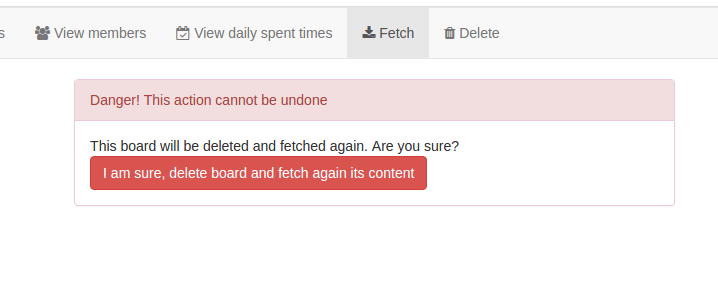 s View members View daily spent times Fetch Delete
Danger! This action cannot be undone
This board will be deleted and fetched again. Are you sure?
I am sure, delete board and fetch again its content